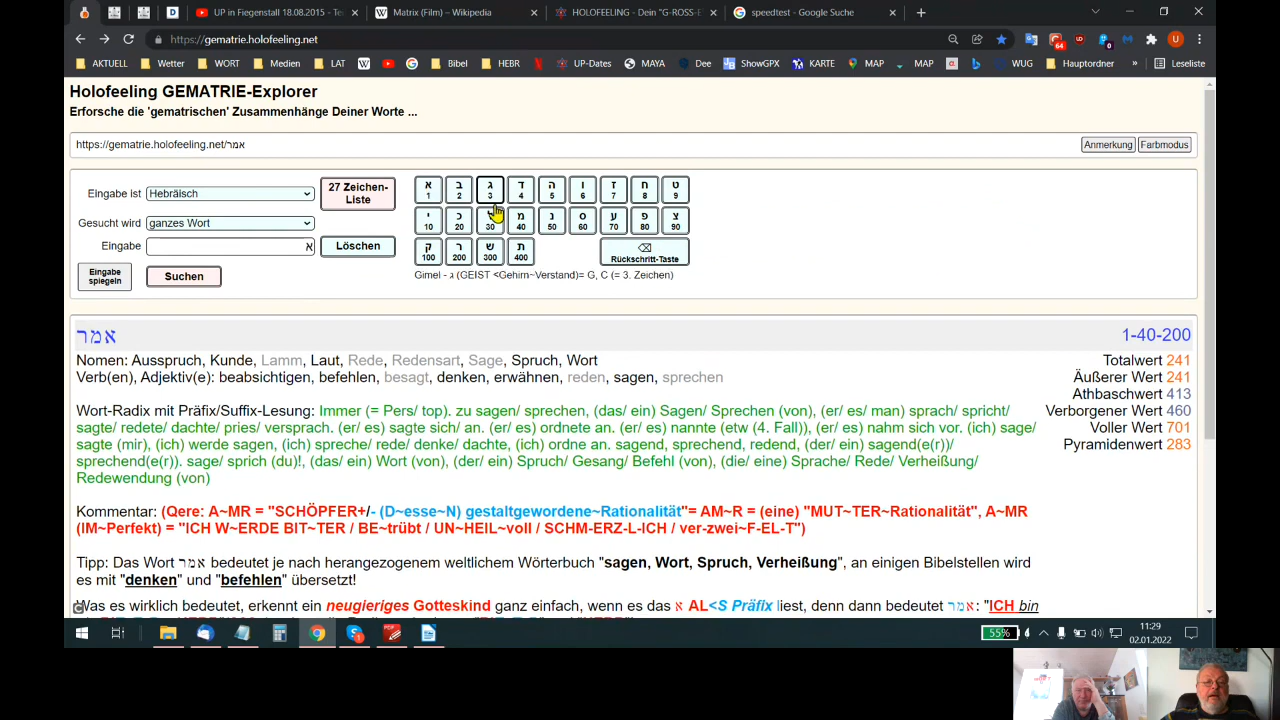 UP in Fiegenstall 18.08.2015 - Te
Matrix (Film) – Wikipedia
HOLOFEELING - Dein "G-ROSS-E
speedtest - Google Suche
https://gematrie.holofeeling.net
AKTUELL Wetter WORT Medien LAT Bibel HEBR UP-Dates MAYA Dee ShowGPX KARTE MAP MAP WUG Hauptordner » Leseliste
Holofeeling GEMATRIE-Explorer
Erforsche die 'gematrischen' Zusammenhänge Deiner Worte ...
https://gematrie.holofeeling.net/אמר
Anmerkung Farbmodus
Eingabe ist Hebräisch
27 Zeichen-Liste
Gesucht wird ganzes Wort
Eingabe א Löschen
Eingabe spiegeln
Suchen
א ב ג ד ה ו ז ח ט
1 2 3 4 5 6 7 8 9
י כ ל מ נ ס ע פ צ
10 20 30 40 50 60 70 80 90
ק ר ש ת ⌫
100 200 300 400 Rückschritt-Taste
Gimel - ג (GEIST <Gehirn~Verstand)= G, C (= 3. Zeichen)
אמר 1-40-200
Nomen: Ausspruch, Kunde, Lamm, Laut, Rede, Redensart, Sage, Spruch, Wort
Verb(en), Adjektiv(e): beabsichtigen, befehlen, besagt, denken, erwähnen, reden, sagen, sprechen
Totalwert 241
Äußerer Wert 241
Athbaschwert 413
Verborgener Wert 460
Voller Wert 701
Pyramidenwert 283
Wort-Radix mit Präfix/Suffix-Lesung: Immer (= Pers/ top). zu sagen/ sprechen, (das/ ein) Sagen/ Sprechen (von), (er/ es/ man) sprach/ spricht/
sagte/ redete/ dachte/ pries/ versprach. (er/ es) sagte sich/ an. (er/ es) ordnete an. (er/ es) nannte (etw (4. Fall)), (er/ es) nahm sich vor. (ich) sage/
sagte (mir), (ich) werde sagen, (ich) spreche/ rede/ denke/ dachte, (ich) ordne an. sagend, sprechend, redend, (der/ ein) sagend(e(r))/
sprechend(e(r)). sage/ sprich (du)!, (das/ ein) Wort (von), (der/ ein) Spruch/ Gesang/ Befehl (von), (die/ eine) Sprache/ Rede/ Verheißung/
Redewendung (von)
Kommentar: (Qere: A~MR = "SCHÖPFER+/- (D~esse~N) gestaltgewordene~Rationalität"= AM~R = (eine) "MUT~TER~Rationalität", A~MR
(IM~Perfekt) = "ICH W~ERDE BIT~TER / BE~trübt / UN~HEIL~voll / SCHM-ERZ-L-ICH / ver-zwei~F-EL-T")
Tipp: Das Wort אמר bedeutet je nach herangezogenem weltlichem Wörterbuch "sagen, Wort, Spruch, Verheißung", an einigen Bibelstellen wird
es mit "denken" und "befehlen" übersetzt!
Was es wirklich bedeutet, erkennt ein neugieriges Gotteskind ganz einfach, wenn es das א AL<S Präfix liest, denn dann bedeutet אמר: "ICH bin
55%
11:29
02.01.2022